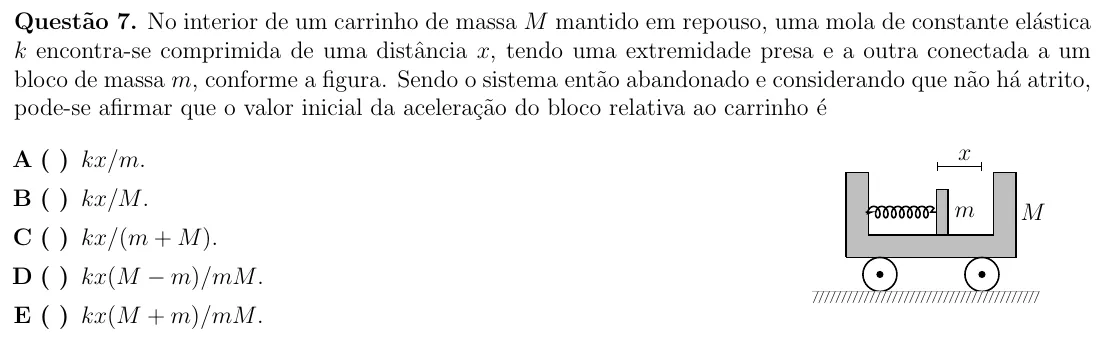 Questão 7. No interior de um carrinho de massa M mantido em repouso, uma mola de constante elástica
k encontra-se comprimida de uma distância x, tendo uma extremidade presa e a outra conectada a um
bloco de massa m, conforme a figura. Sendo o sistema então abandonado e considerando que não há atrito,
pode-se afirmar que o valor inicial da aceleração do bloco relativa ao carrinho é
A ( ) kx/m.
B ( ) kx/M.
C ( ) kx/(m + M).
D ( ) kx(M − m)/mM.
E ( ) kx(M + m)/mM.
x
m
M